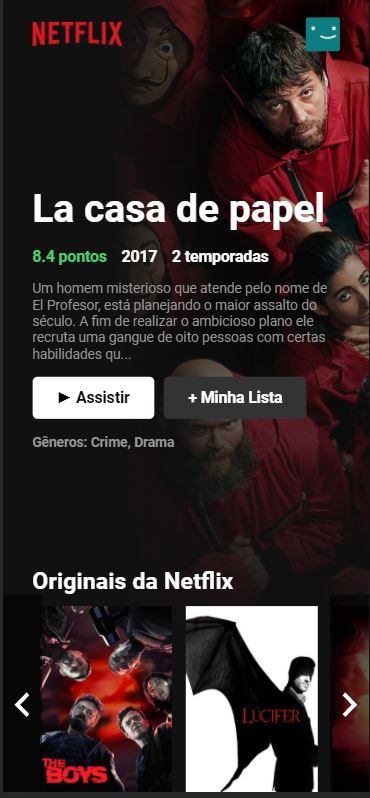 NETFLIX
La casa de papel
8.4 pontos 2017 2 temporadas
Um homem misterioso que atende pelo nome de
El Profesor, está planejando o maior assalto do
século. A fim de realizar o ambicioso plano ele
recruta uma gangue de oito pessoas com certas
habilidades qu...
Assistir + Minha Lista
Gêneros: Crime, Drama
Originais da Netflix
THE
BOYS
LUCIFER